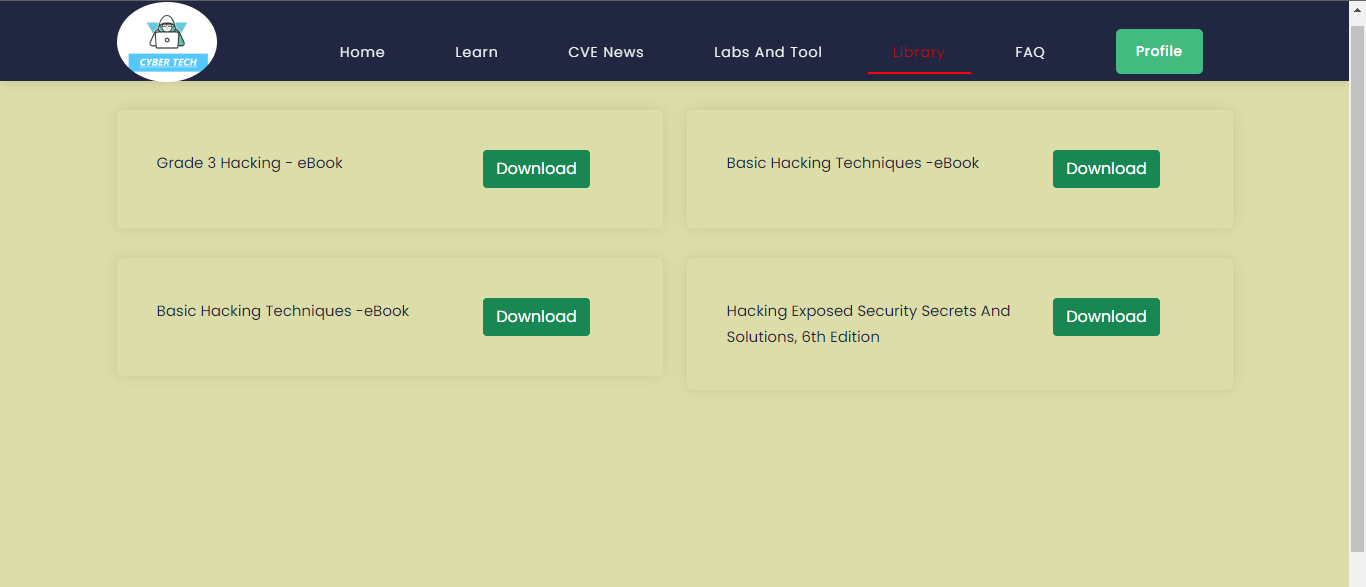 CYBER TECH
Home Learn CVE News Labs And Tool Library FAQ Profile
Grade 3 Hacking - eBook Download
Basic Hacking Techniques -eBook Download
Basic Hacking Techniques -eBook Download
Hacking Exposed Security Secrets And Download
Solutions, 6th Edition